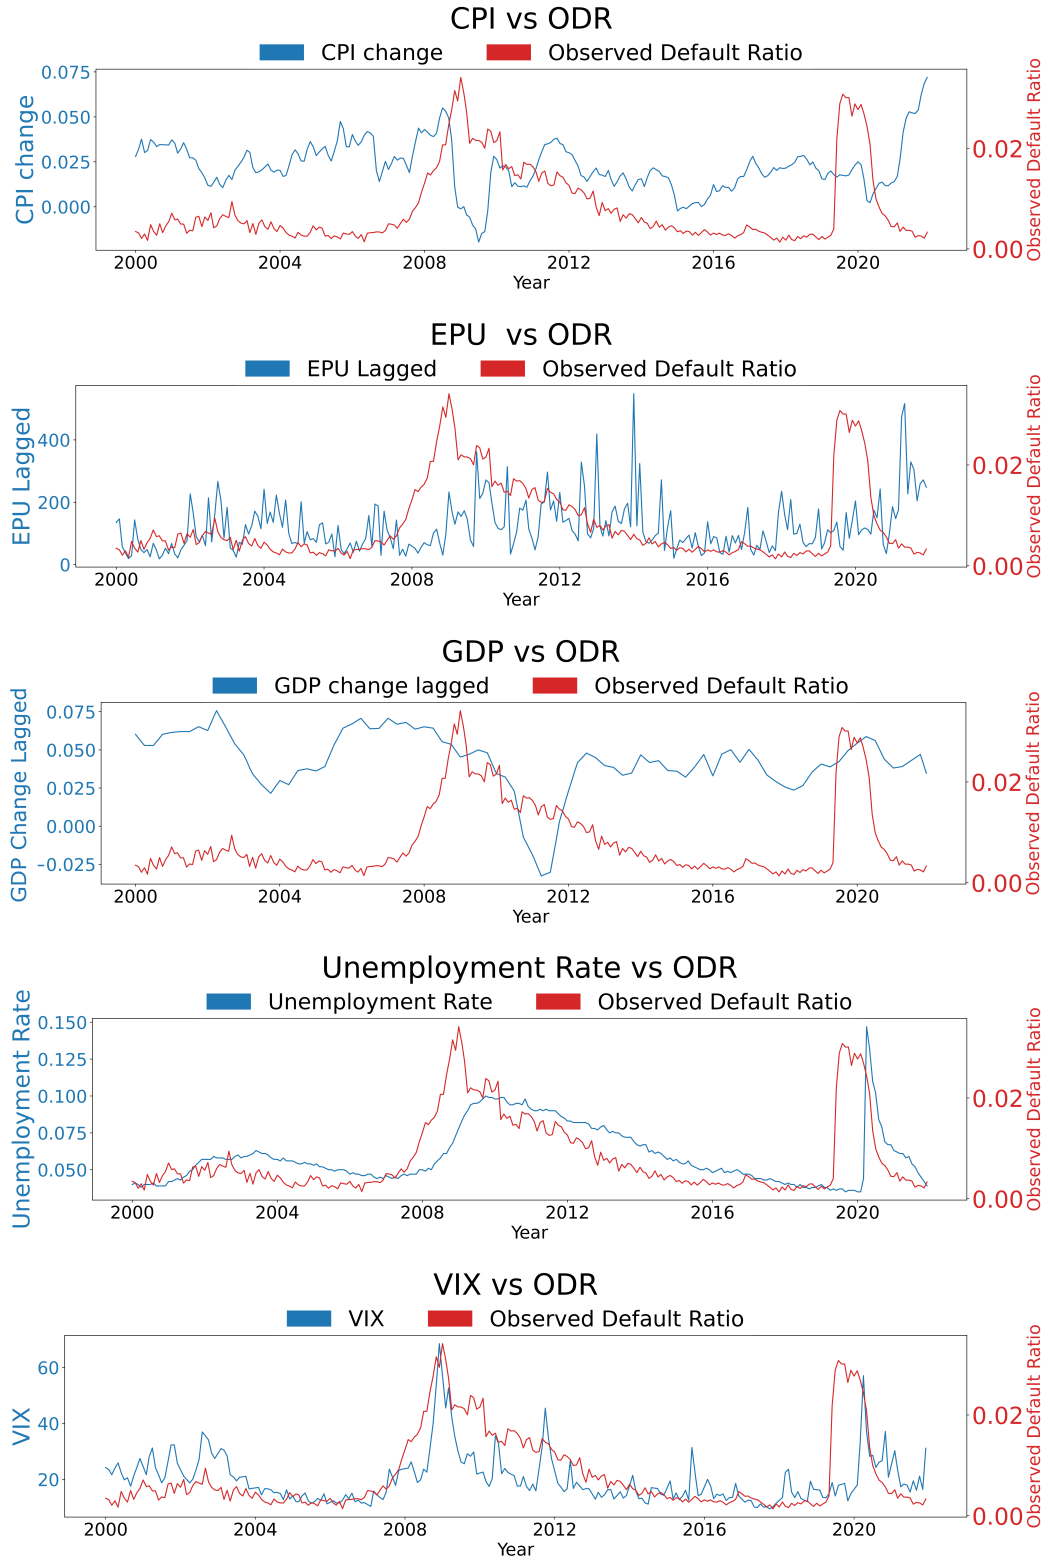 CPI vs ODR
CPI change Observed Default Ratio
0.075
0.050
0.025
0.000
CPI change
0.02
0.00
Observed Default Ratio
2000 2004 2008 2012 2016 2020
Year
EPU vs ODR
EPU Lagged Observed Default Ratio
400
200
0
EPU Lagged
0.02
0.00
Observed Default Ratio
2000 2004 2008 2012 2016 2020
Year
GDP vs ODR
GDP change lagged Observed Default Ratio
0.075
0.050
0.025
0.000
−0.025
GDP Change Lagged
0.02
0.00
Observed Default Ratio
2000 2004 2008 2012 2016 2020
Year
Unemployment Rate vs ODR
Unemployment Rate Observed Default Ratio
0.150
0.125
0.100
0.075
0.050
Unemployment Rate
0.02
0.00
Observed Default Ratio
2000 2004 2008 2012 2016 2020
Year
VIX vs ODR
VIX Observed Default Ratio
60
40
20
VIX
0.02
0.00
Observed Default Ratio
2000 2004 2008 2012 2016 2020
Year